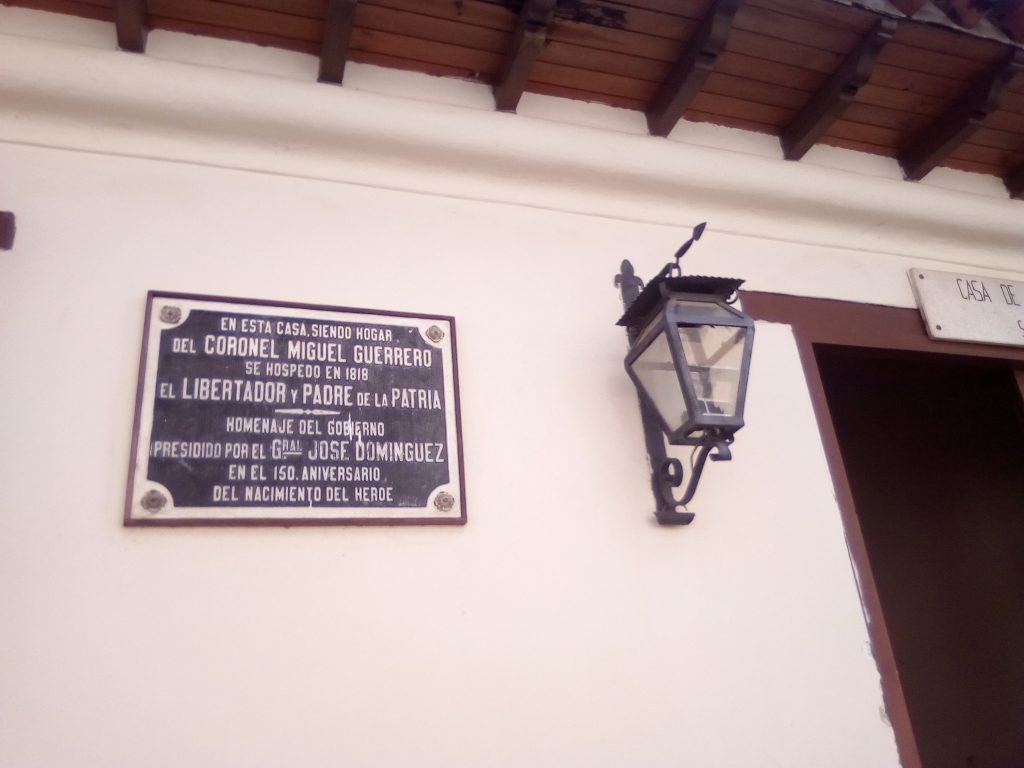 EN ESTA CASA, SIENDO HOGAR
DEL CORONEL MIGUEL GUERRERO
SE HOSPEDO EN 1818
EL LIBERTADOR Y PADRE DE LA PATRIA
HOMENAJE DEL GOBIERNO
PRESIDIDO POR EL GRAL JOSE DOMINGUEZ
EN EL 150. ANIVERSARIO
DEL NACIMIENTO DEL HEROE
CASA DE